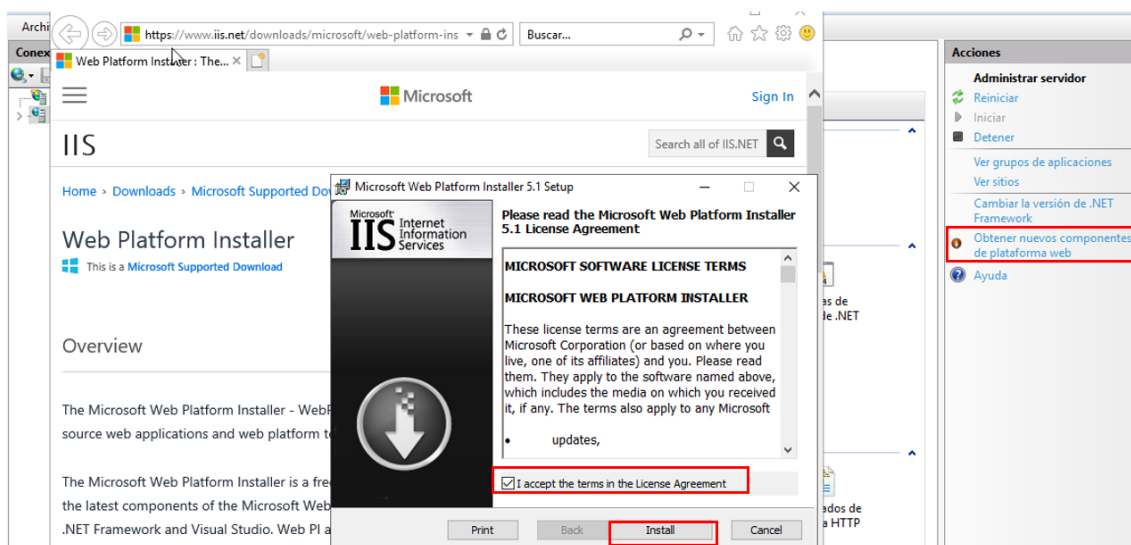 Archi
Conex
https://www.iis.net/downloads/microsoft/web-platform-ins
Buscar...
Web Platform Installer : The...
Microsoft
Sign In
IIS
Search all of IIS.NET
Home › Downloads › Microsoft Supported Do
Web Platform Installer
This is a Microsoft Supported Download
Overview
The Microsoft Web Platform Installer - Web
source web applications and web platform t
The Microsoft Web Platform Installer is a fre
the latest components of the Microsoft Web
.NET Framework and Visual Studio. Web PI a
Microsoft Web Platform Installer 5.1 Setup
Microsoft
IIS Internet
Information
Services
Please read the Microsoft Web Platform Installer
5.1 License Agreement
MICROSOFT SOFTWARE LICENSE TERMS
MICROSOFT WEB PLATFORM INSTALLER
These license terms are an agreement between
Microsoft Corporation (or based on where you
live, one of its affiliates) and you. Please read
them. They apply to the software named above,
which includes the media on which you received
it, if any. The terms also apply to any Microsoft
• updates,
I accept the terms in the License Agreement
Print
Back
Install
Cancel
as de
de .NET
ados de
a HTTP
Acciones
Administrar servidor
Reiniciar
Iniciar
Detener
Ver grupos de aplicaciones
Ver sitios
Cambiar la versión de .NET
Framework
Obtener nuevos componentes
de plataforma web
Ayuda